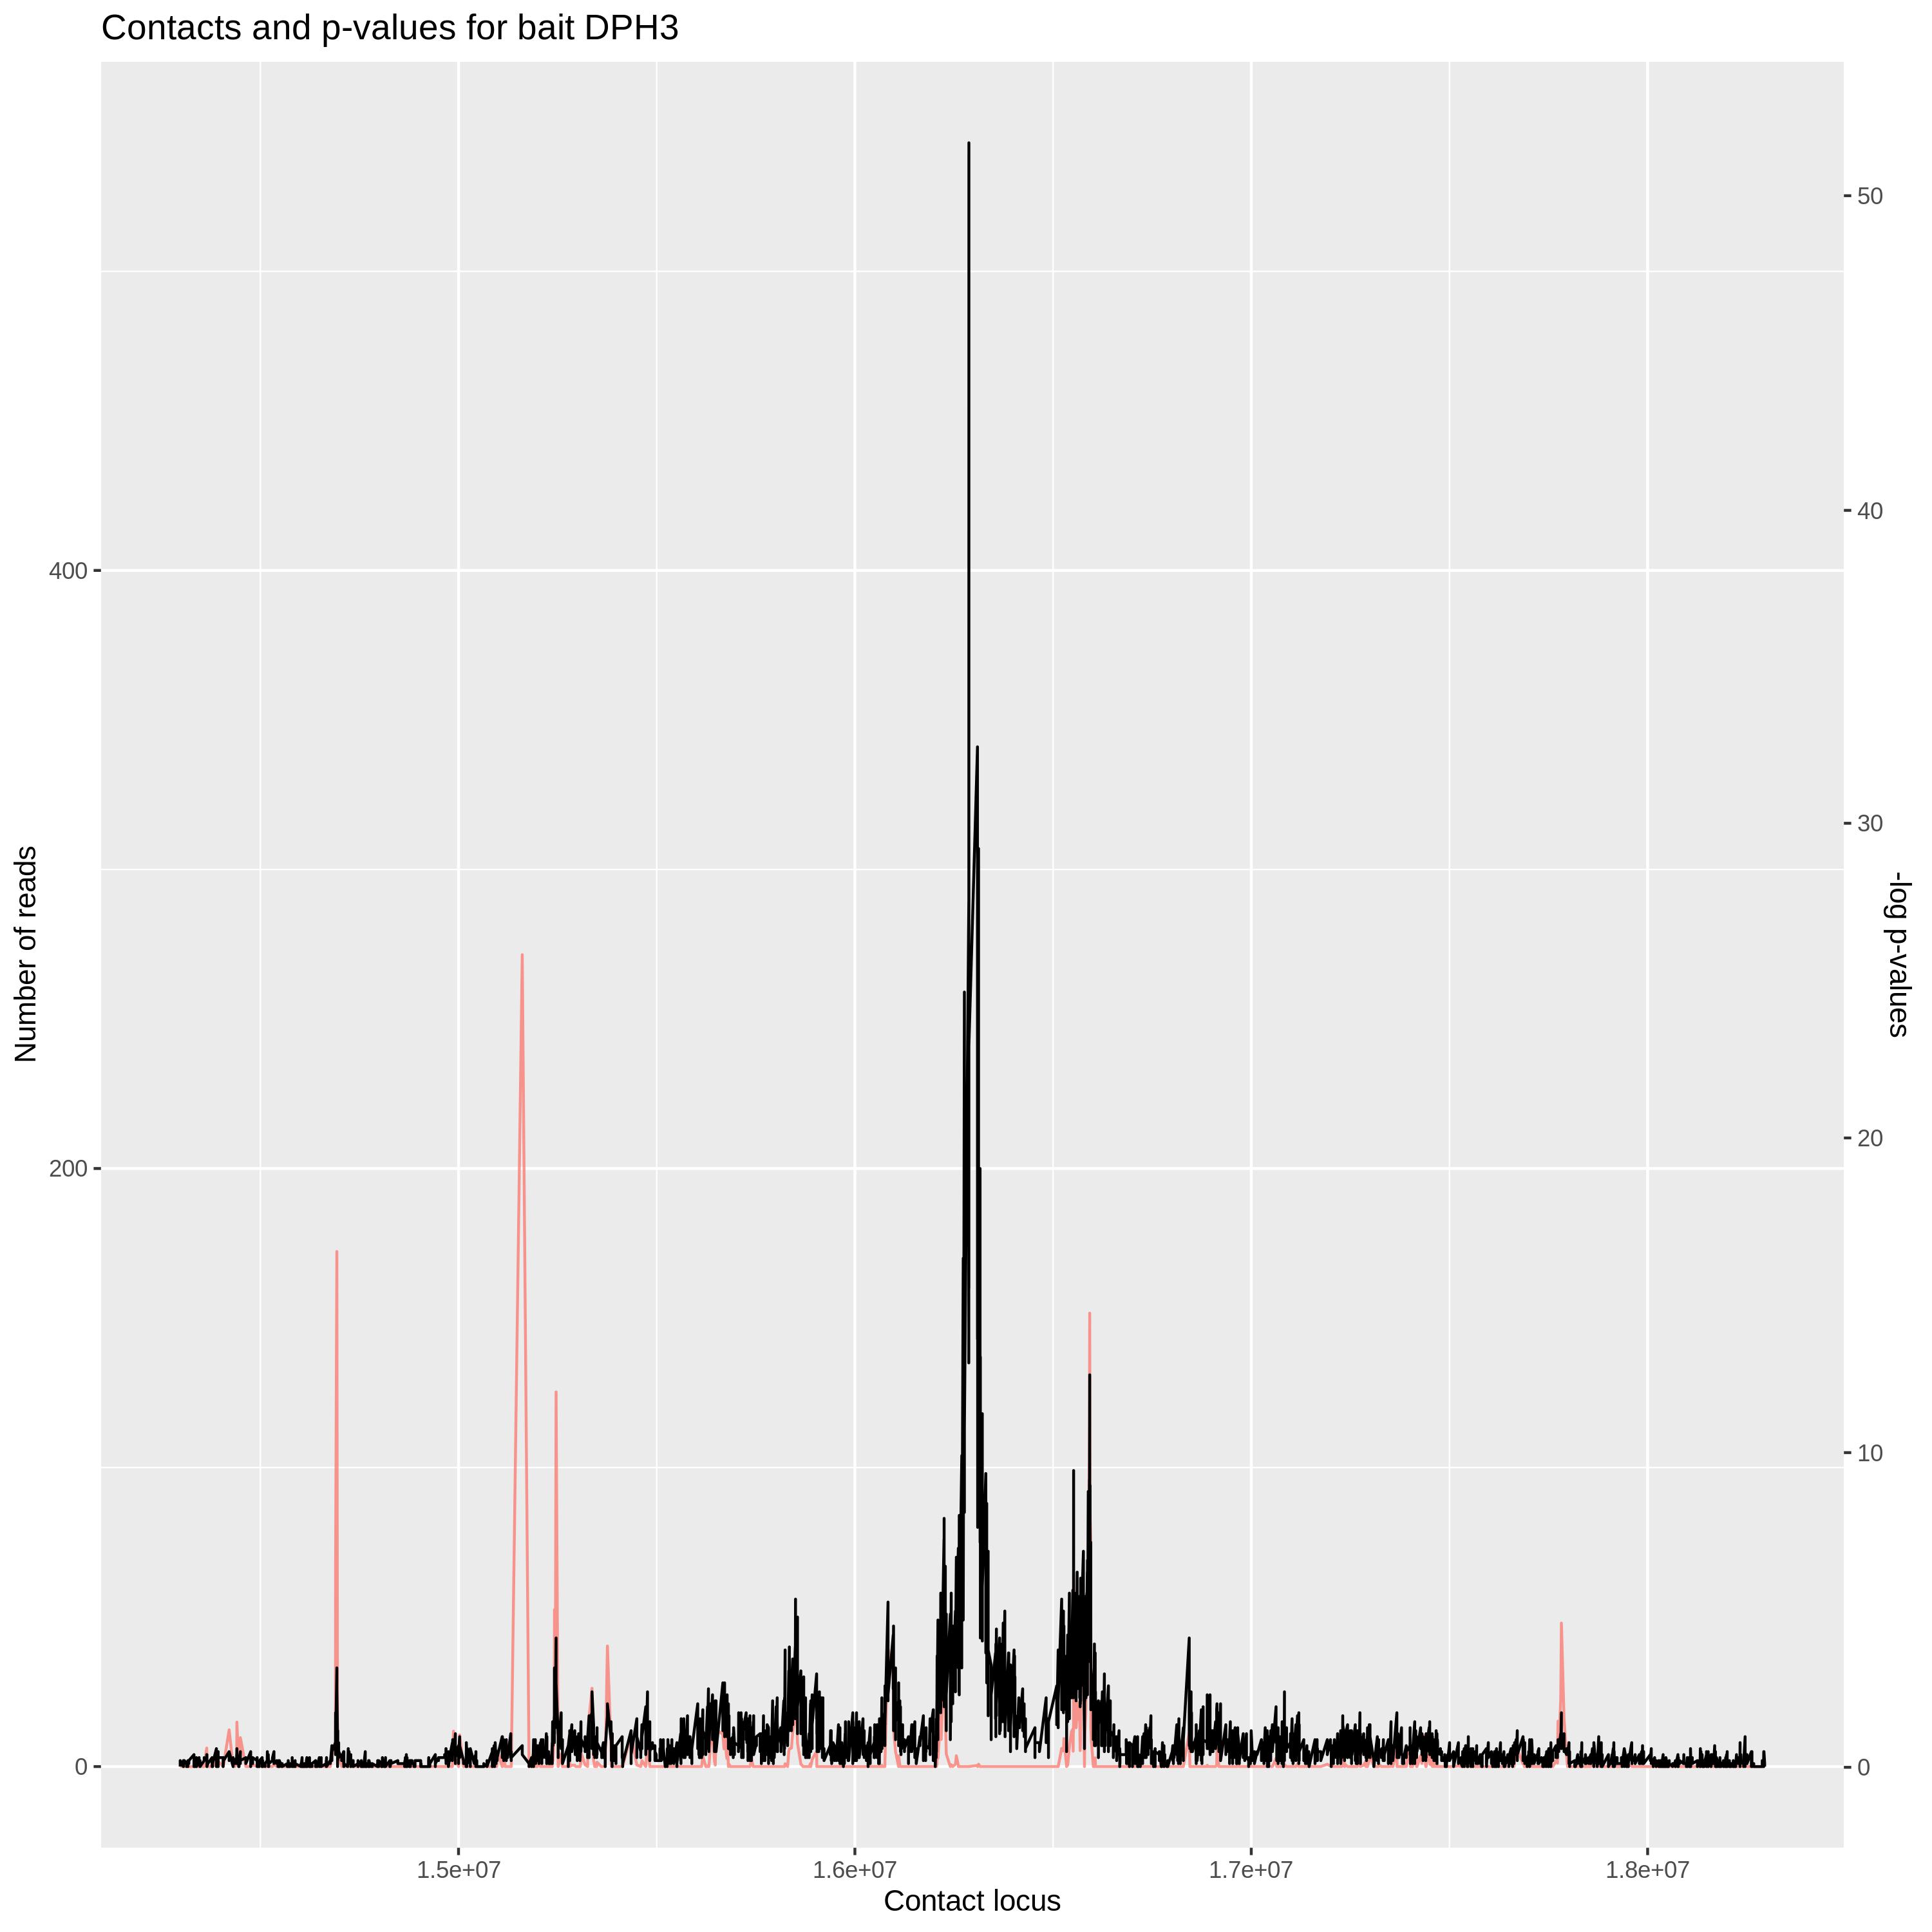 Contacts and p-values for bait DPH3
Number of reads
400
200
0
50
40
30
20
10
0
-log p-values
1.5e+07
1.6e+07
1.7e+07
1.8e+07
Contact locus